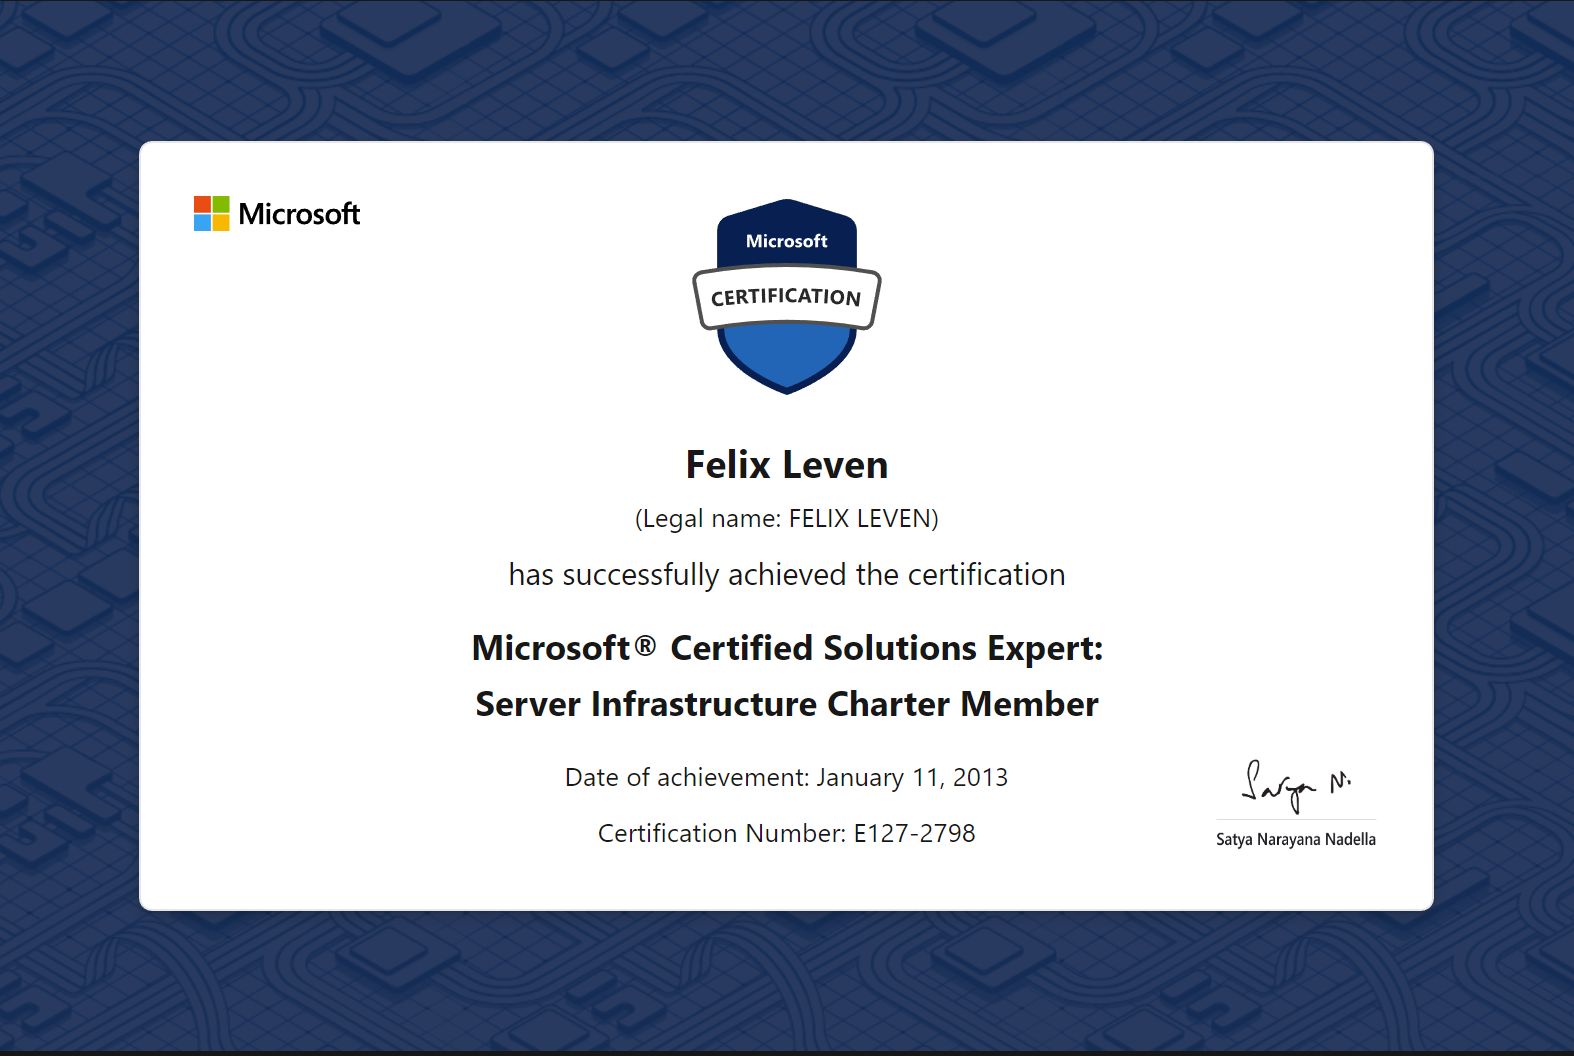 Microsoft
Microsoft
CERTIFICATION
Felix Leven
(Legal name: FELIX LEVEN)
has successfully achieved the certification
Microsoft® Certified Solutions Expert:
Server Infrastructure Charter Member
Date of achievement: January 11, 2013
Certification Number: E127-2798
Satya N.
Satya Narayana Nadella